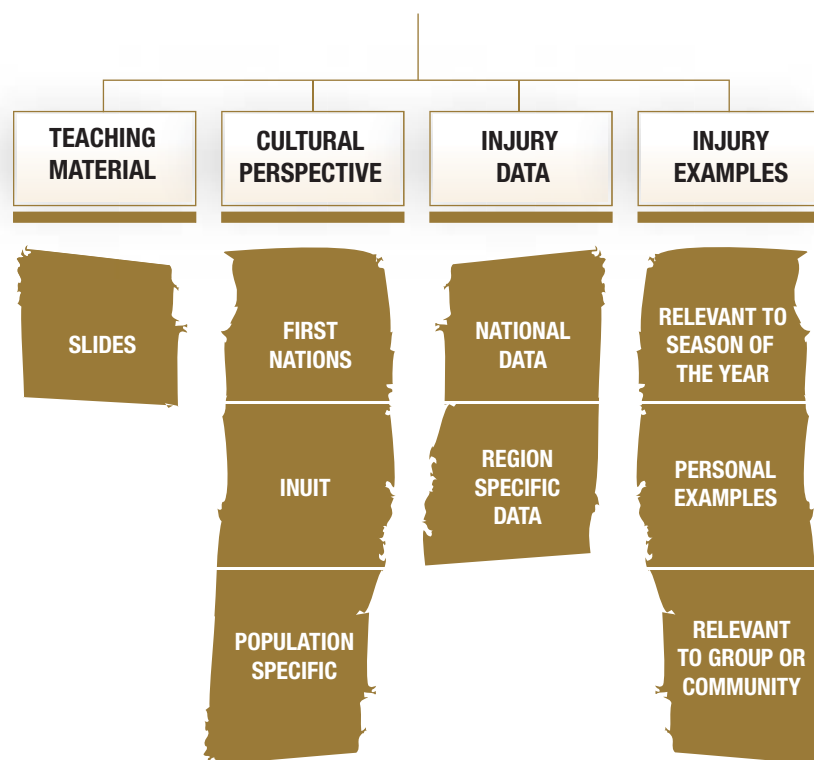 TEACHING
MATERIAL
CULTURAL
PERSPECTIVE
INJURY
DATA
INJURY
EXAMPLES
SLIDES
FIRST
NATIONS
INUIT
POPULATION
SPECIFIC
NATIONAL
DATA
REGION
SPECIFIC
DATA
RELEVANT TO
SEASON OF
THE YEAR
PERSONAL
EXAMPLES
RELEVANT
TO GROUP OR
COMMUNITY